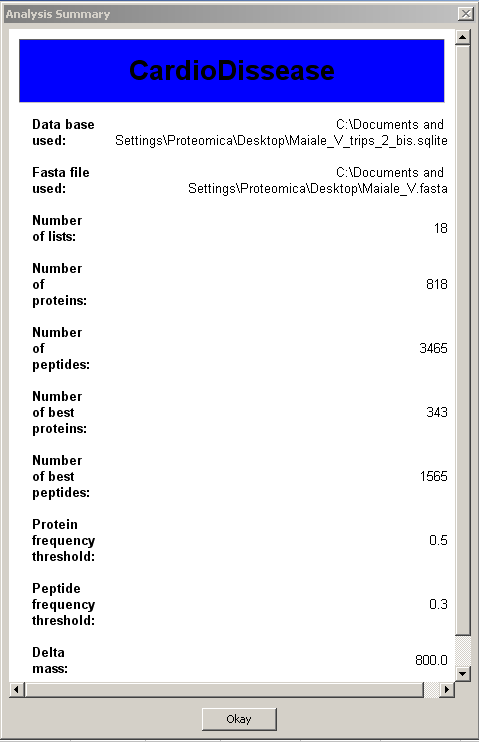 Analysis Summary
CardioDissease
Data base
used:
C:\Documents and
Settings\Proteomica\Desktop\Maiale_V_trips_2_bis.sqlite
Fasta file
used:
C:\Documents and
Settings\Proteomica\Desktop\Maiale_V.fasta
Number
of lists:
18
Number
of
proteins:
818
Number
of
peptides:
3465
Number
of best
proteins:
343
Number
of best
peptides:
1565
Protein
frequency
threshold:
0.5
Peptide
frequency
threshold:
0.3
Delta
mass:
800.0
Okay